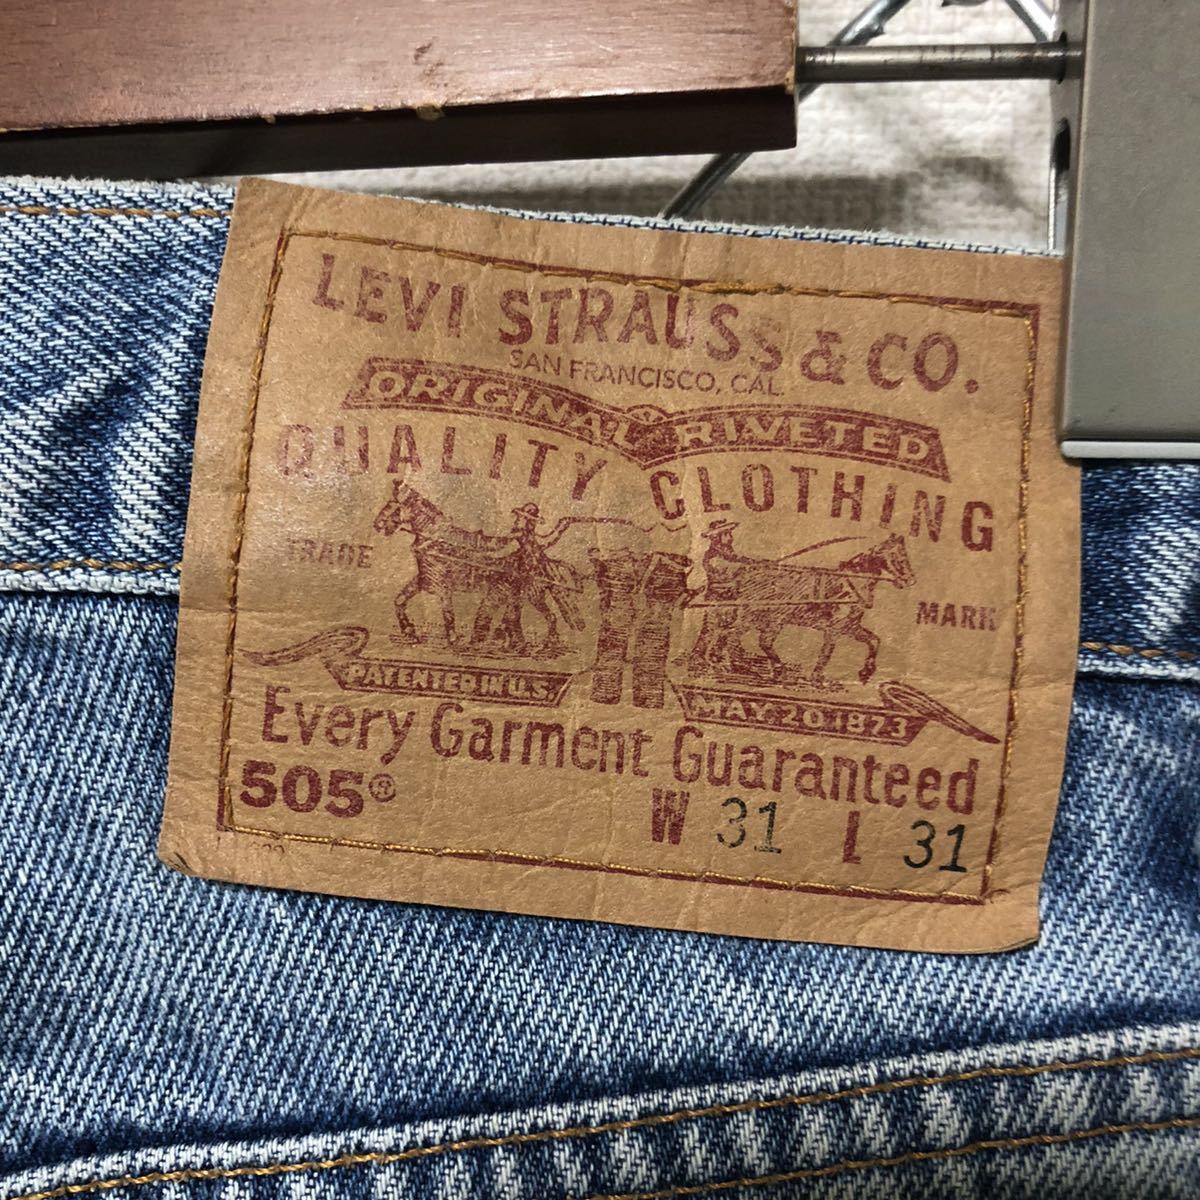 LEVI STRAUSS & CO.
SAN FRANCISCO, CAL.
ORIGINAL RIVETED
QUALITY CLOTHING
TRADE MARK
PATENTED IN U.S. MAY 20 1873
Every Garment Guaranteed
505®
W 31 L 31